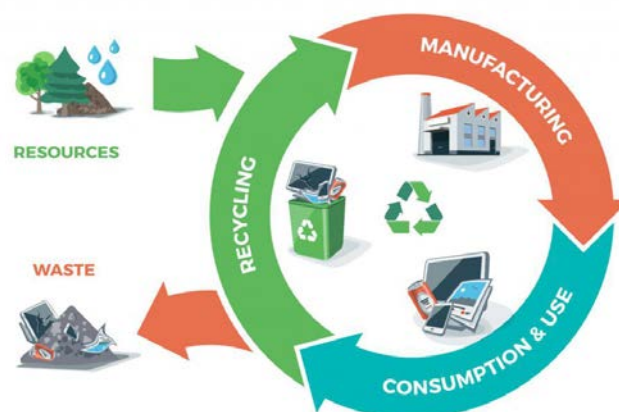 RESOURCES
WASTE
RECYCLING
MANUFACTURING
CONSUMPTION & USE